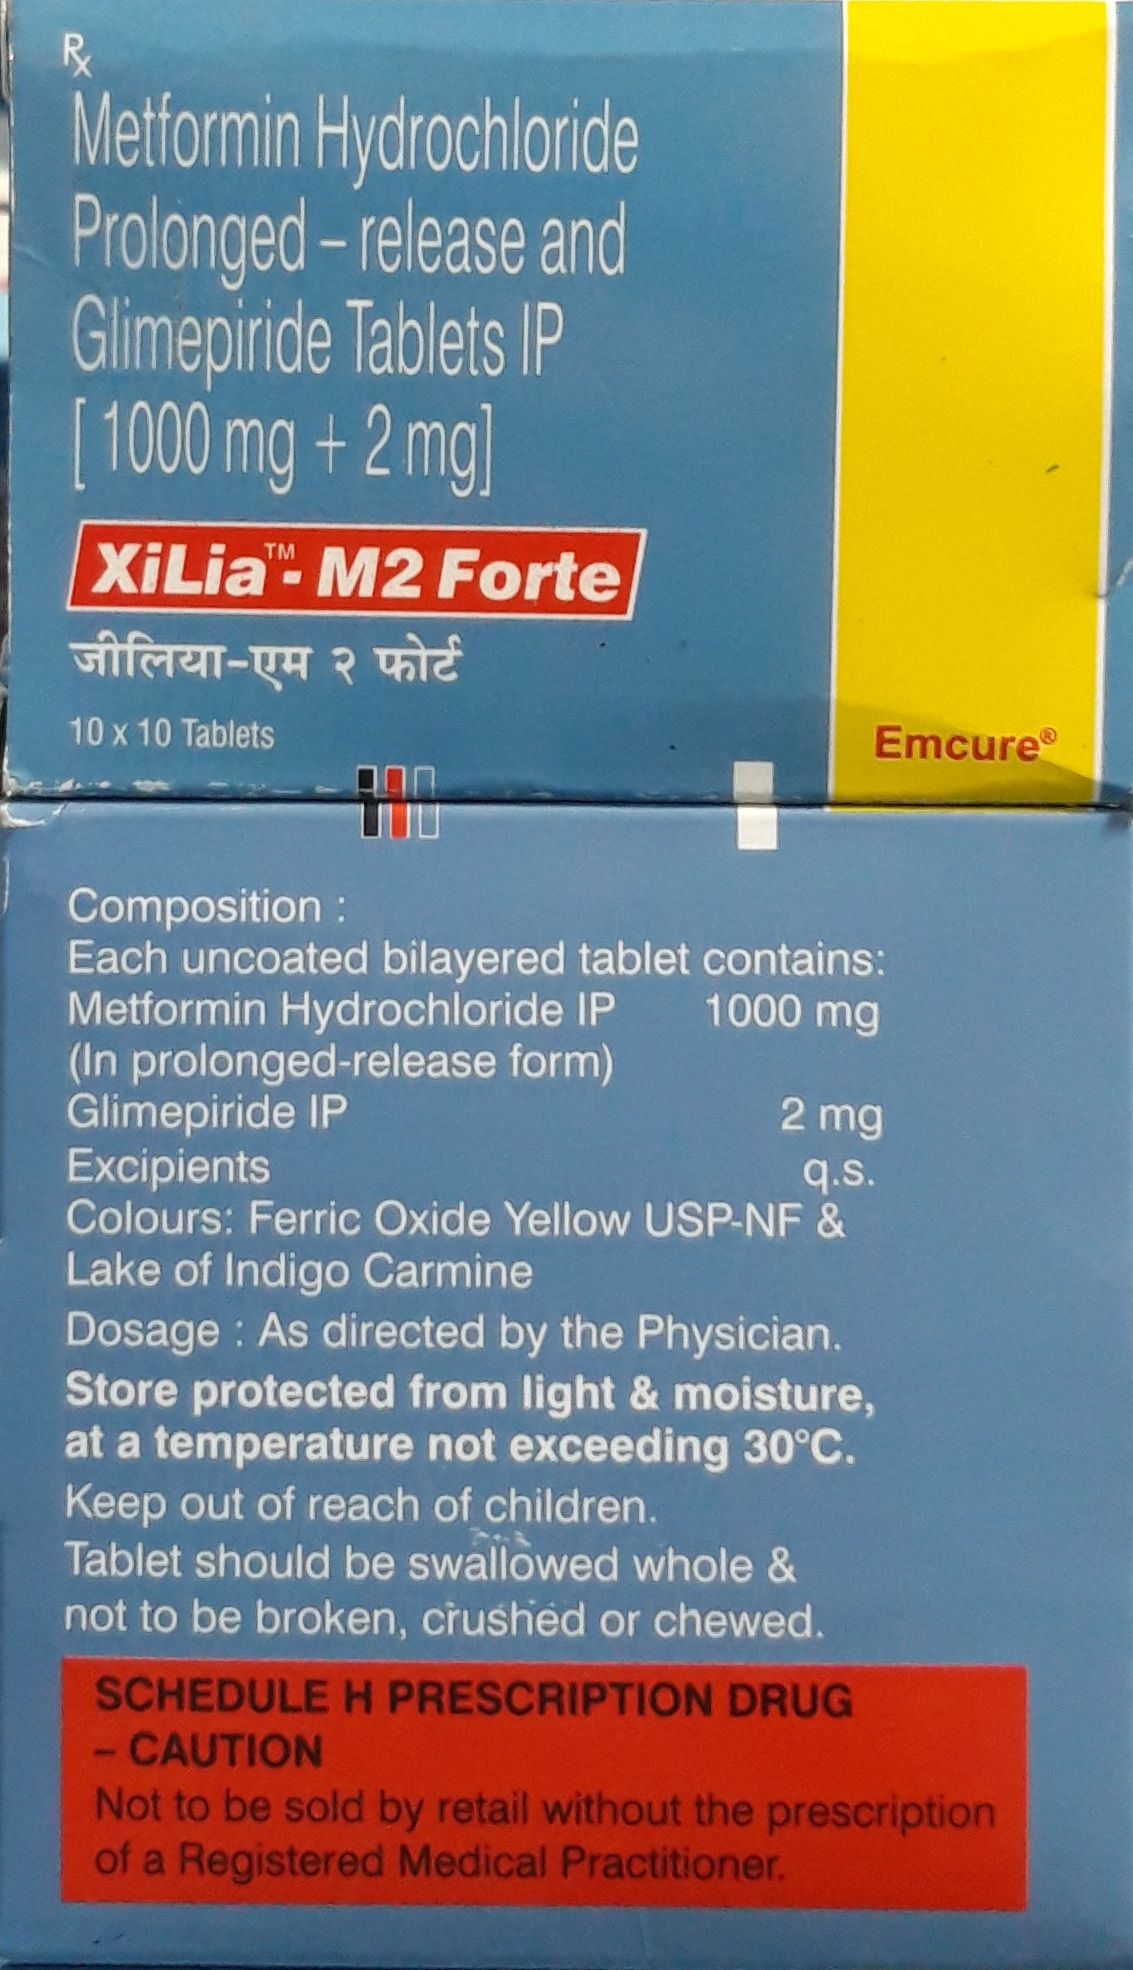 Rx
Metformin Hydrochloride
Prolonged – release and
Glimepiride Tablets IP
[ 1000 mg + 2 mg]
XiLia™- M2 Forte
जीलिया-एम २ फोर्ट
10 x 10 Tablets
Emcure®
Composition :
Each uncoated bilayered tablet contains:
Metformin Hydrochloride IP 1000 mg
(In prolonged-release form)
Glimepiride IP 2 mg
Excipients q.s.
Colours: Ferric Oxide Yellow USP-NF &
Lake of Indigo Carmine
Dosage : As directed by the Physician.
Store protected from light & moisture,
at a temperature not exceeding 30°C.
Keep out of reach of children.
Tablet should be swallowed whole &
not to be broken, crushed or chewed.
SCHEDULE H PRESCRIPTION DRUG
– CAUTION
Not to be sold by retail without the prescription
of a Registered Medical Practitioner.